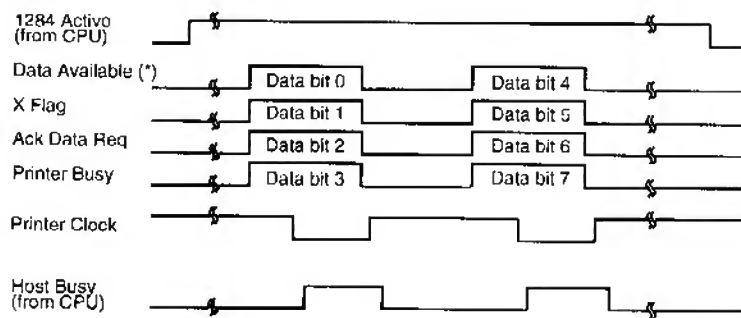 1284 Active
(from CPU)
Data Available (*)
Data bit 0
Data bit 4
X Flag
Data bit 1
Data bit 5
Ack Data Req
Data bit 2
Data bit 6
Printer Busy
Data bit 3
Data bit 7
Printer Clock
Host Busy
(from CPU)